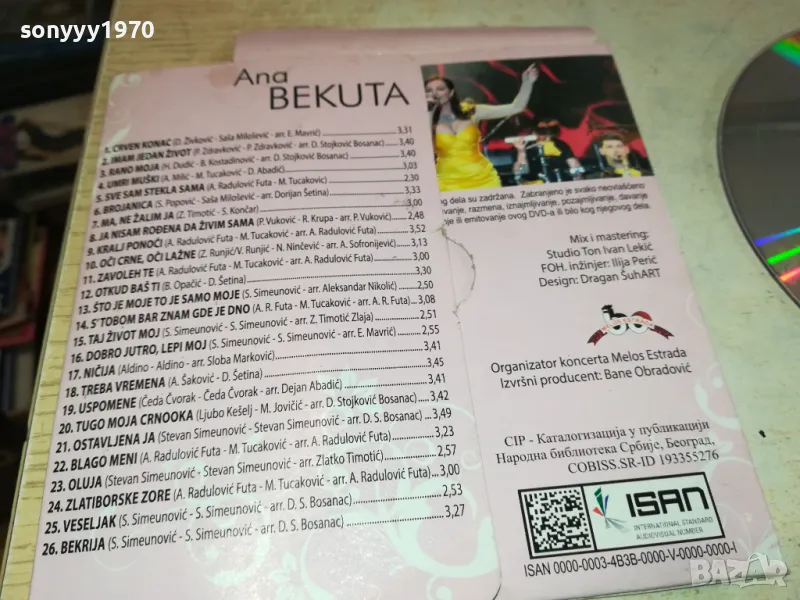 sonyyy1970
Ana
BEKUTA
1. CRVEN KONAC (D. Živković - Saša Milošević - arr. E. Mavrić) 3,31
2. IMAM JEDAN ŽIVOT (P. Zdravković - P. Zdravković - arr. D. Stojković Bosanac) 3,40
3. RANO MOJA (H. Dudić - B. Kostadinović - arr. D. Stojković Bosanac) 3,40
4. UMRI MUŠKI (A. Milić - M. Tucaković - D. Abadić) 3,03
5. SVE SAM STEKLA SAMA (A. Radulović Futa - M. Tucakovic) 2,30
6. BROJANICA (S. Popović - Saša Milošević - arr. Dorijan Šetina) 3,33
7. MA, NE ŽALIM JA (Z. Timotić - S. Končar) 3,00
8. JA NISAM ROĐENA DA ŽIVIM SAMA (P. Vuković - R. Krupa - arr. P. Vuković) 2,48
9. KRALJ PONOĆI (A. Radulović Futa - M. Tucaković - arr. A. Radulović Futa) 3,52
10. OČI CRNE, OČI LAŽNE (Z. Runjić/V. Runjić - N. Ninčević - arr. A. Sofronijević) 3,13
11. ZAVOLEH TE (A. Radulović Futa - M. Tucaković - arr. A. Radulović Futa) 3,00
12. OTKUD BAŠ TI (B. Opačić - D. Šetina) 3,30
13. ŠTO JE MOJE TO JE SAMO MOJE (S. Simeunović - arr. Aleksandar Nikolić) 2,50
14. S'TOBOM BAR ZNAM GDE JE DNO (A. R. Futa - M. Tucaković - arr. A. R. Futa) 3,08
15. TAJ ŽIVOT MOJ (S. Simeunović - S. Simeunović - arr. Z. Timotić Zlaja) 2,51
16. DOBRO JUTRO, LEPI MOJ (S. Simeunović - S. Simeunović - arr. E. Mavrić) 2,55
17. NIČIJA (Aldino - Aldino - arr. Sloba Marković) 3,41
18. TREBA VREMENA (A. Šaković - D. Šetina) 3,45
19. USPOMENE (Čeda Čvorak - Čeda Čvorak - arr. Dejan Abadić) 3,41
20. TUGO MOJA CRNOOKA (Ljubo Kešelj - M. Jovičić - arr. D. Stojković Bosanac) 3,42
21. OSTAVLJENA JA (Stevan Simeunović - Stevan Simeunović - arr. D. S. Bosanac) 3,49
22. BLAGO MENI (A. Radulović Futa - M. Tucaković - arr. A. Radulović Futa) 3,23
23. OLUJA (Stevan Simeunović - Stevan Simeunović - arr. Zlatko Timotić) 2,57
24. ZLATIBORSKE ZORE (A. Radulović Futa - M. Tucaković - arr. A. Radulović Futa) 3,00
25. VESELJAK (S. Simeunović - S. Simeunović - arr. D. S. Bosanac) 2,53
26. BEKRIJA (S. Simeunović - S. Simeunović - arr. D. S. Bosanac) 3,27
dela su zadržana. Zabranjeno je svako neovlašćeno
razmena, iznajmljivanje, pozajmljivanje, davanje
ili emitovanje ovog DVD-a ili bilo kog njegovog dela.
Mix i mastering:
Studio Ton Ivan Lekić
FOH. inžinjer: Ilija Perić
Design: Dragan ŠuhART
Organizator koncerta Melos Estrada
Izvršni producent: Bane Obradović
CIP - Каталогизација у публикацији
Народна библиотека Србије, Београд,
COBISS.SR-ID 193355276
ISAN
INTERNATIONAL STANDARD
AUDIOVISUAL NUMBER
ISAN 0000-0003-4B3B-0000-V-0000-0000-I
BAZAR